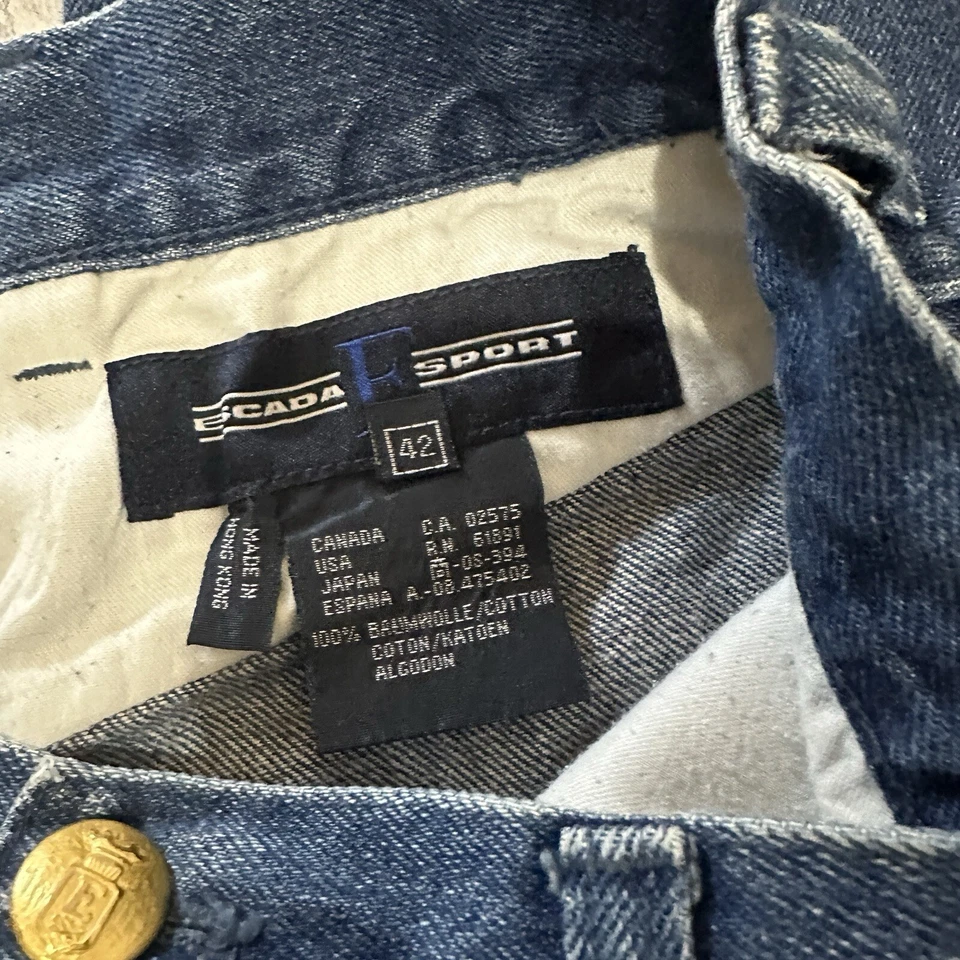 ESCADA E SPORT
42
MADE IN
HONG KONG
CANADA C.A. 02575
USA R.N. 61891
JAPAN P-OS-394
ESPANA A.-08.475402
100% BAUMWOLLE/COTTON
COTON/KATOEN
ALGODON
E